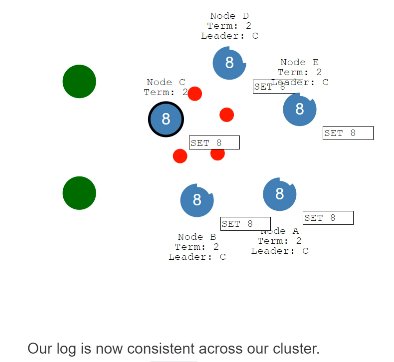 Node D
Term: 2
Leader: C
8
SET 8
Node E
Term: 2
Leader: C
8
SET 8
Node C
Term: 2
8
SET 8
8
SET 8
Node B
Term: 2
Leader: C
8
SET 8
Node A
Term: 2
Leader: C
Our log is now consistent across our cluster.